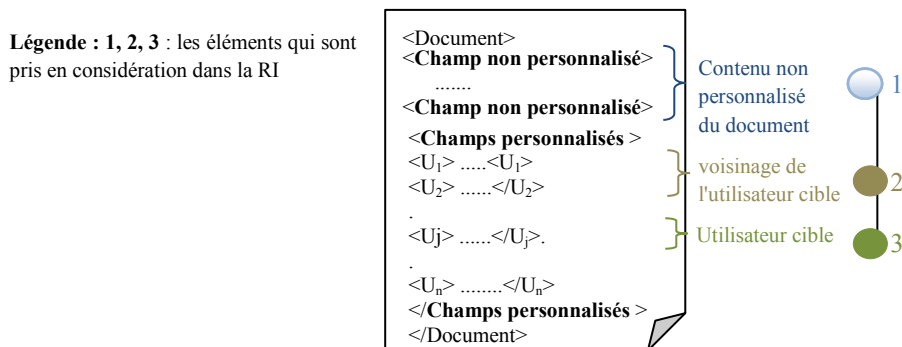 Légende : 1, 2, 3 : les éléments qui sont
pris en considération dans la RI
<Document>
<Champ non personnalisé>
.......
<Champ non personnalisé>
<Champs personnalisés >
<U1> .....<U1>
<U2> ......</U2>
.
<Uj> ......</Uj>.
.
<Un> ........</Un>
</Champs personnalisés >
</Document>
Contenu non
personnalisé
du document
voisinage de
l'utilisateur cible
Utilisateur cible
1
2
3